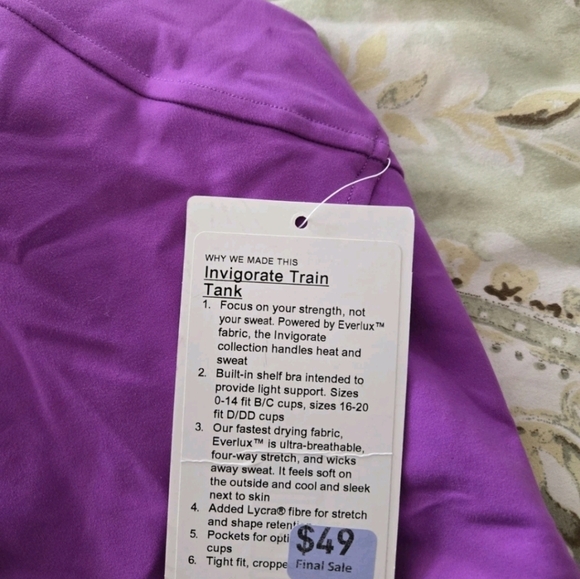 WHY WE MADE THIS
Invigorate Train
Tank
1. Focus on your strength, not
your sweat. Powered by Everlux™
fabric, the Invigorate
collection handles heat and
sweat
2. Built-in shelf bra intended to
provide light support. Sizes
0-14 fit B/C cups, sizes 16-20
fit D/DD cups
3. Our fastest drying fabric,
Everlux™ is ultra-breathable,
four-way stretch, and wicks
away sweat. It feels soft on
the outside and cool and sleek
next to skin
4. Added Lycra® fibre for stretch
and shape
5. Pockets for
cups
6. Tight fit,
$49
Final Sale